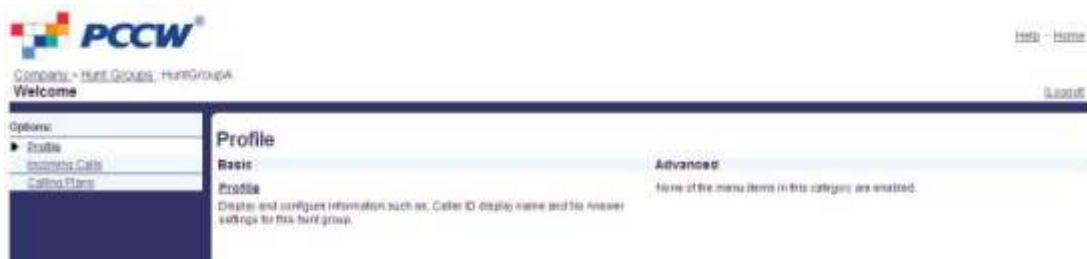 PCCW®
Help - Home
Company > Hunt Groups : HuntGroupA
Welcome
[Logout]
Options:
Profile
Incoming Calls
Calling Plans
Profile
Basic
Profile
Display and configure information such as, Caller ID display name and No Answer
settings for this hunt group.
Advanced
None of the menu items in this category are enabled.